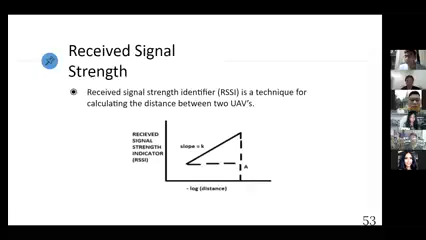 Received Signal
Strength
Received signal strength identifier (RSSI) is a technique for
calculating the distance between two UAV's.
RECIEVED
SIGNAL
STRENGTH
INDICATOR
(RSSI)
slope = k
A
- log (distance)
53